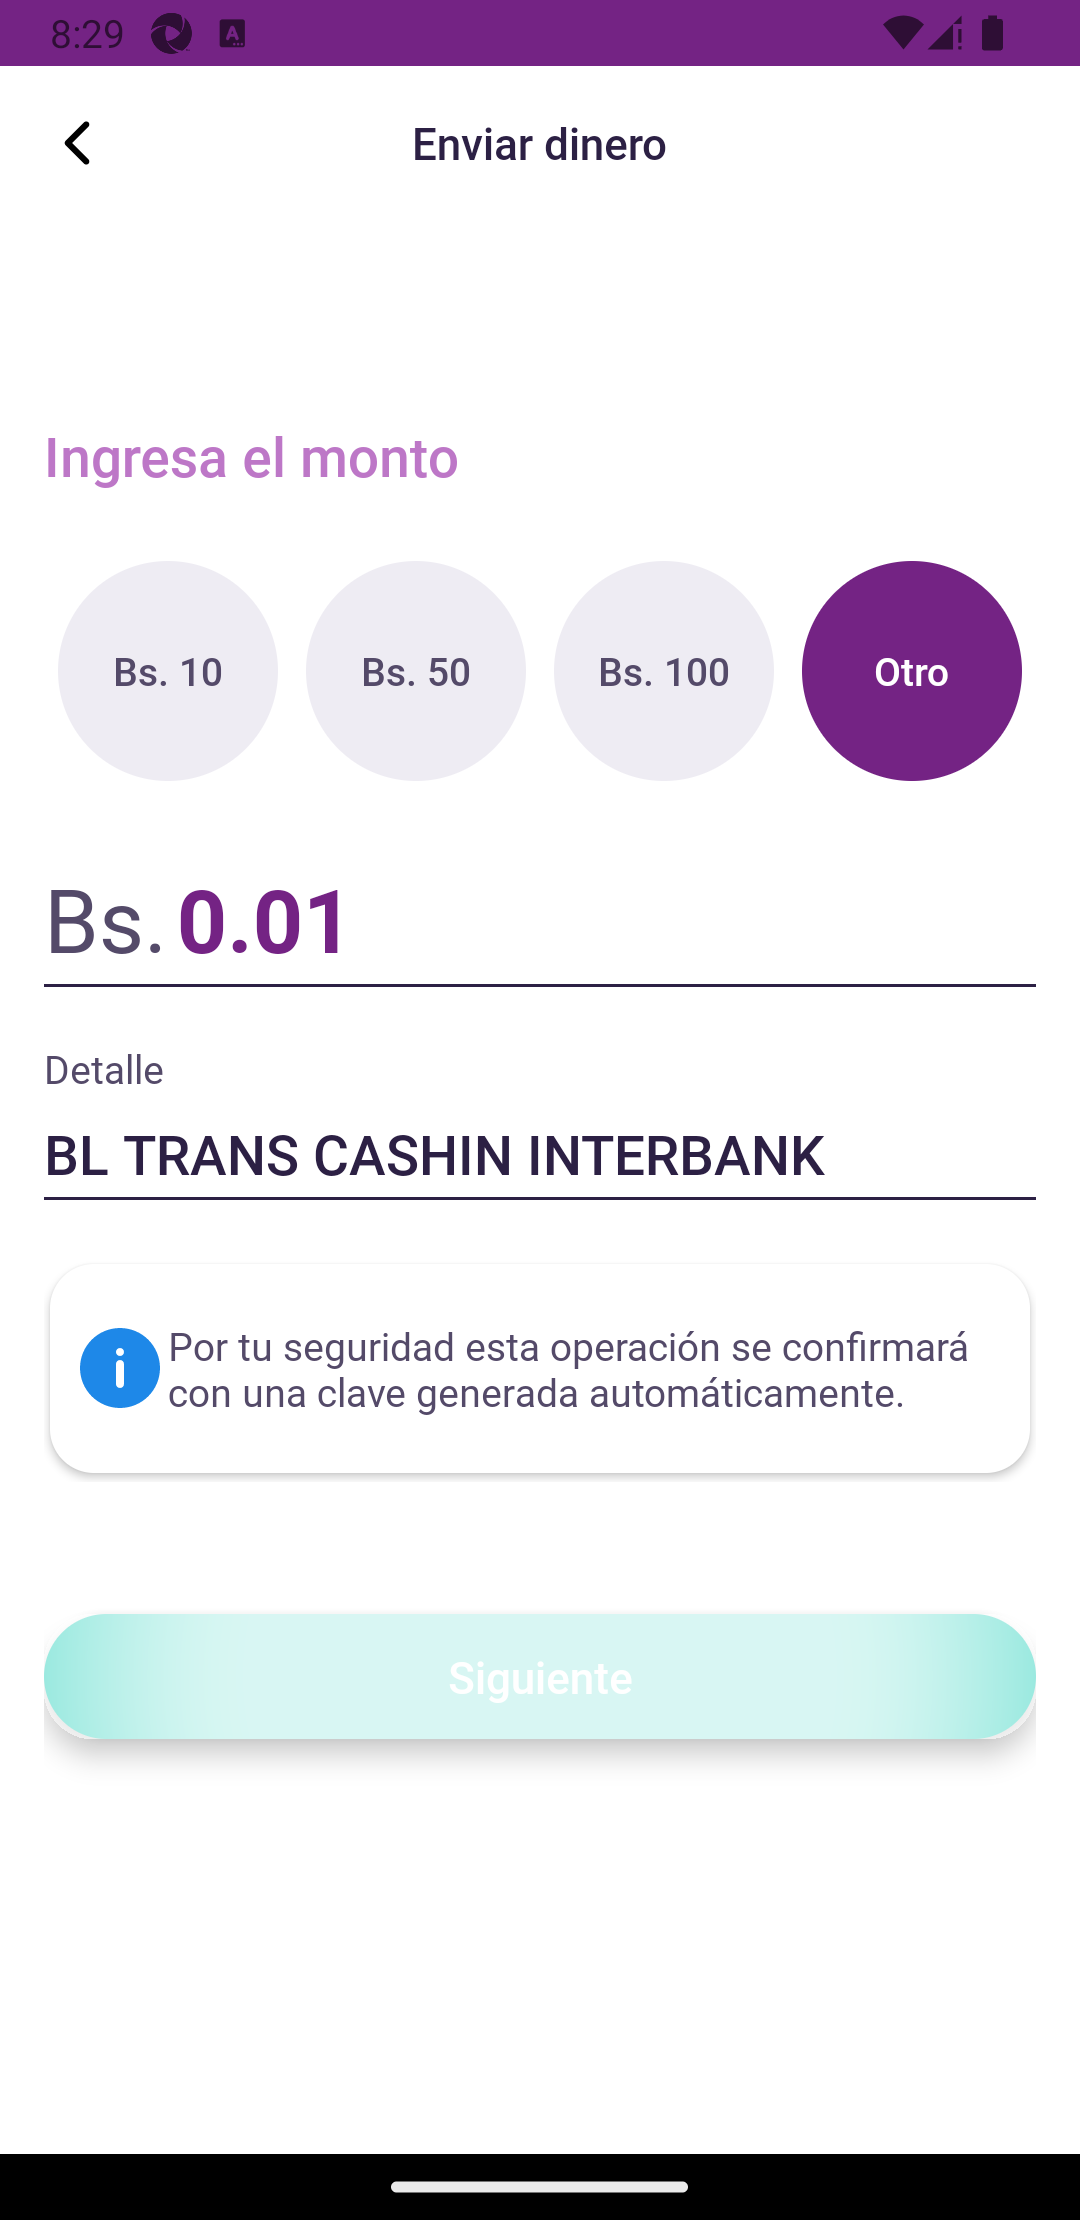 8:29
Enviar dinero
Ingresa el monto
Bs. 10
Bs. 50
Bs. 100
Otro
Bs. 0.01
Detalle
BL TRANS CASHIN INTERBANK
Por tu seguridad esta operación se confirmará
con una clave generada automáticamente.
Siguiente